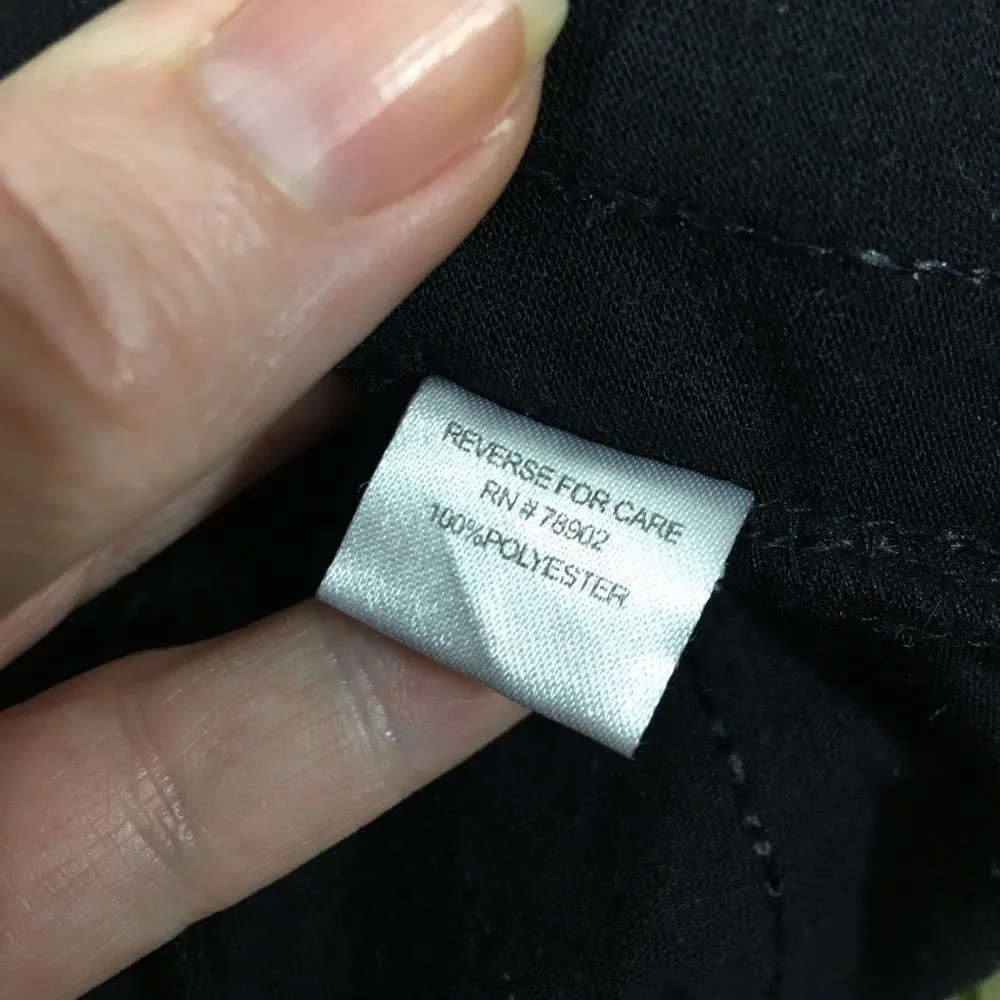 REVERSE FOR CARE
RN # 78902
100%POLYESTER